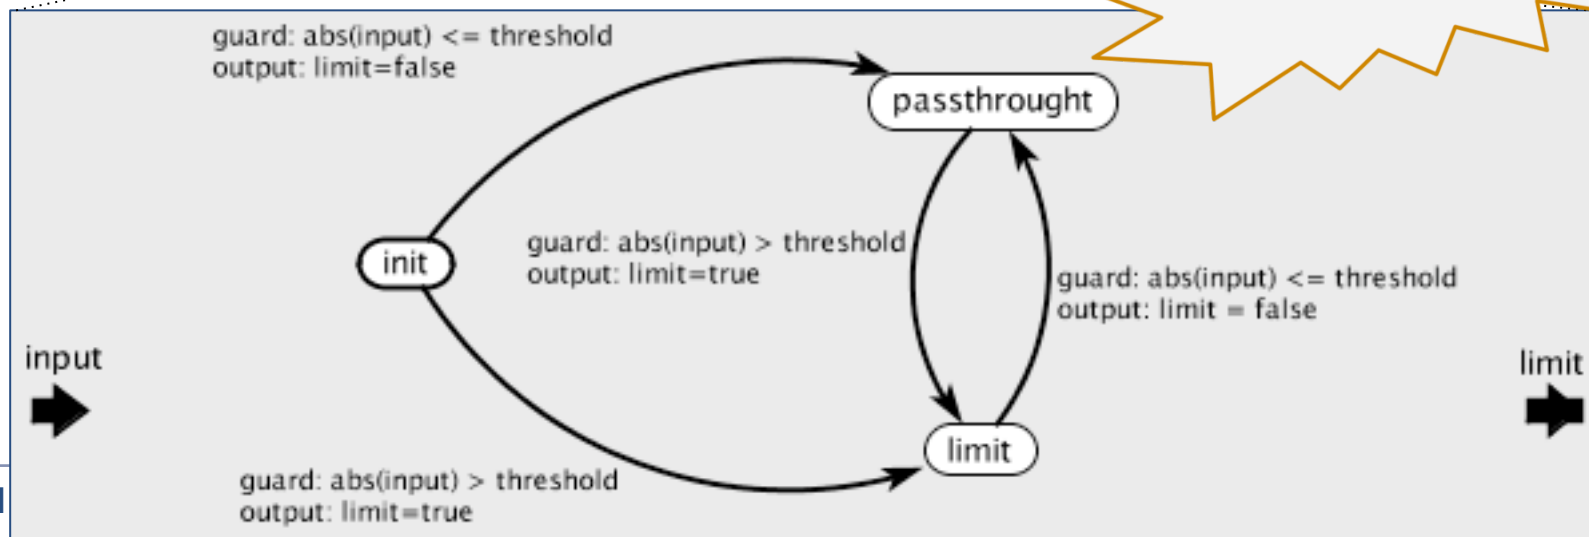 guard: abs(input) <= threshold
output: limit=false
passthrought
guard: abs(input) > threshold
output: limit=true
init
guard: abs(input) <= threshold
output: limit = false
input
limit
limit
guard: abs(input) > threshold
output: limit=true